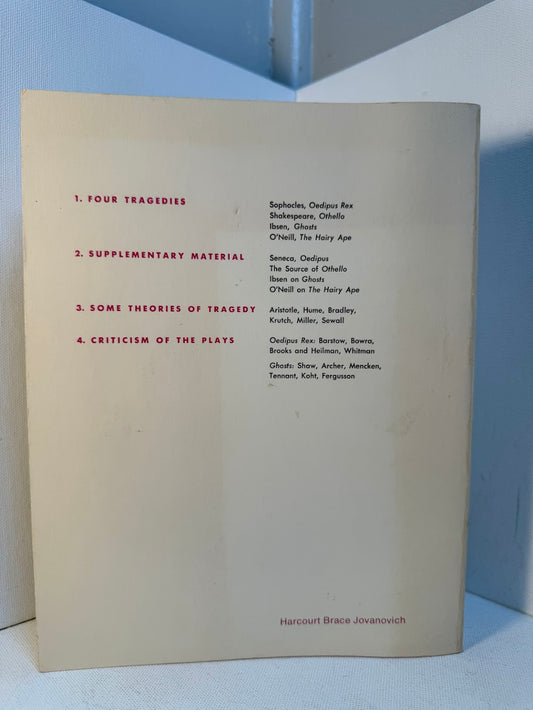 1. FOUR TRAGEDIES
Sophocles, Oedipus Rex
Shakespeare, Othello
Ibsen, Ghosts
O'Neill, The Hairy Ape
2. SUPPLEMENTARY MATERIAL
Seneca, Oedipus
The Source of Othello
Ibsen on Ghosts
O'Neill on The Hairy Ape
3. SOME THEORIES OF TRAGEDY
Aristotle, Hume, Bradley,
Krutch, Miller, Sewall
4. CRITICISM OF THE PLAYS
Oedipus Rex: Barstow, Bowra,
Brooks and Heilman, Whitman
Ghosts: Shaw, Archer, Mencken,
Tennant, Koht, Fergusson
Harcourt Brace Jovanovich